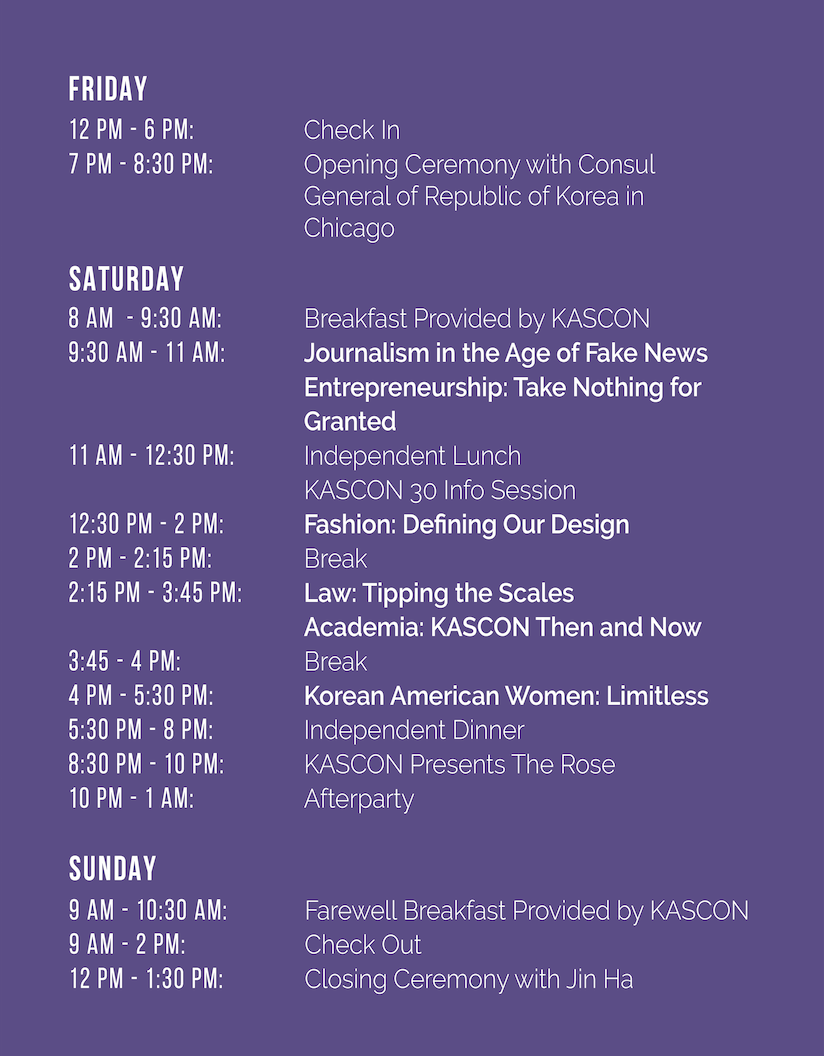 FRIDAY
12 PM - 6 PM: Check In
7 PM - 8:30 PM: Opening Ceremony with Consul
General of Republic of Korea in
Chicago
SATURDAY
8 AM - 9:30 AM: Breakfast Provided by KASCON
9:30 AM - 11 AM: Journalism in the Age of Fake News
Entrepreneurship: Take Nothing for
Granted
11 AM - 12:30 PM: Independent Lunch
KASCON 30 Info Session
12:30 PM - 2 PM: Fashion: Defining Our Design
2 PM - 2:15 PM: Break
2:15 PM - 3:45 PM: Law: Tipping the Scales
Academia: KASCON Then and Now
3:45 - 4 PM: Break
4 PM - 5:30 PM: Korean American Women: Limitless
5:30 PM - 8 PM: Independent Dinner
8:30 PM - 10 PM: KASCON Presents The Rose
10 PM - 1 AM: Afterparty
SUNDAY
9 AM - 10:30 AM: Farewell Breakfast Provided by KASCON
9 AM - 2 PM: Check Out
12 PM - 1:30 PM: Closing Ceremony with Jin Ha